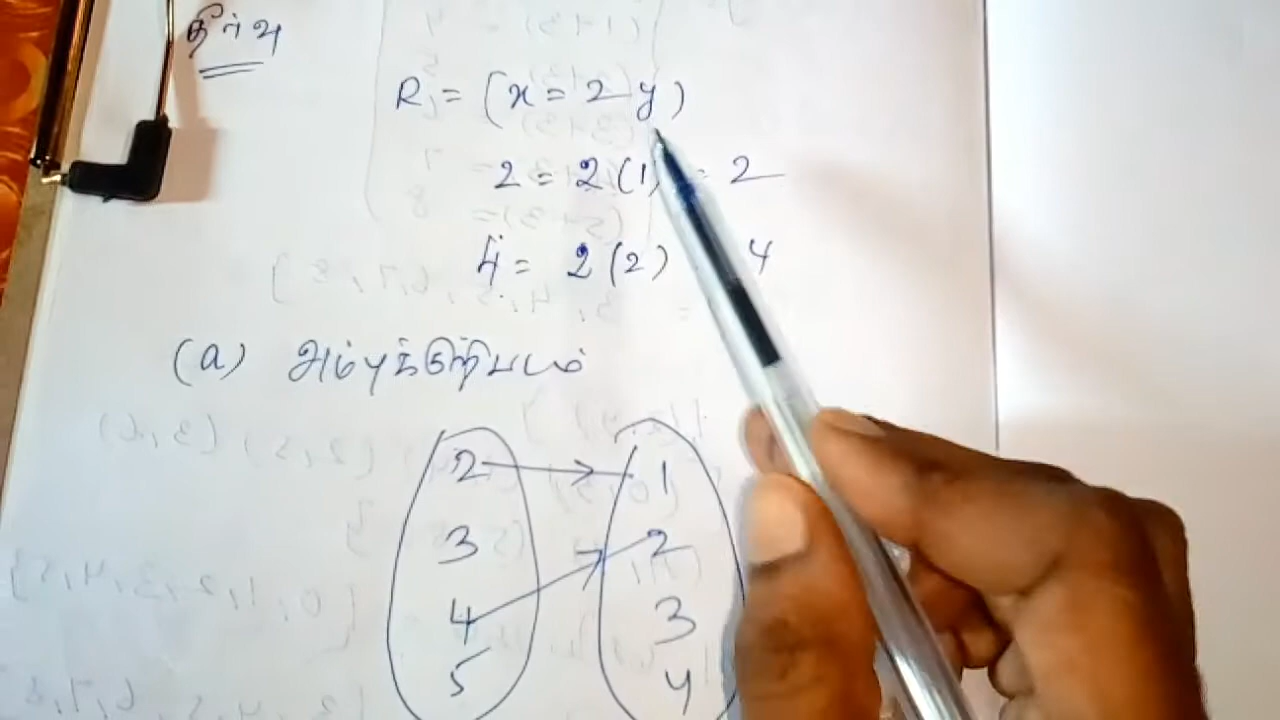 தீர்வு
R = (x = 2y)
2 = 2(1) = 2
4 = 2(2) 4
(a) அம்புக்குறிபடம்
2 1
3 2
4 3
5 4